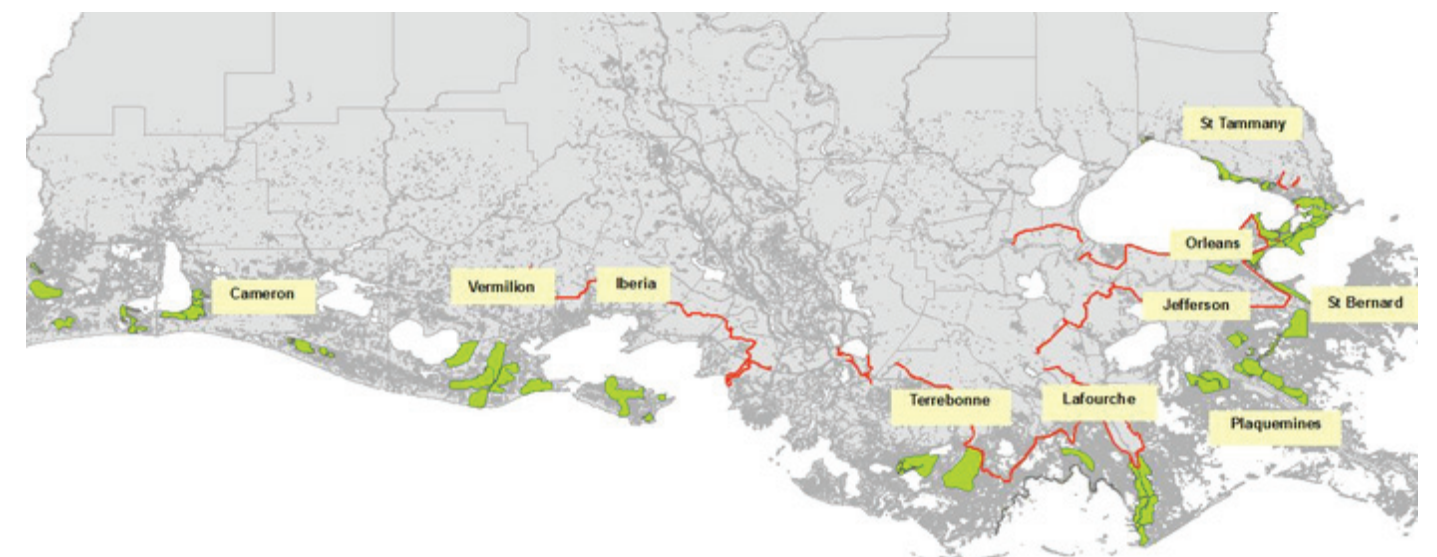 St Tammany
Orleans
Cameron
Vermilion
Iberia
Jefferson
St Bernard
Terrebonne
Lafourche
Plaquemines